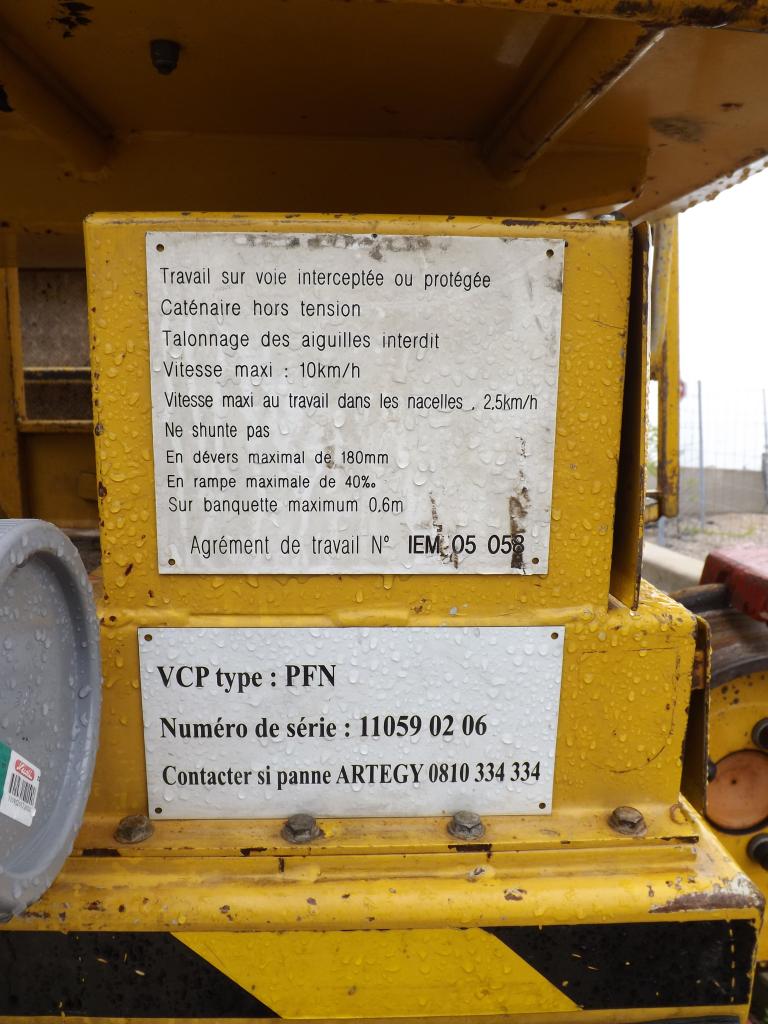 Travail sur voie interceptée ou protégée
Caténaire hors tension
Talonnage des aiguilles interdit
Vitesse maxi : 10km/h
Vitesse maxi au travail dans les nacelles . 2,5km/h
Ne shunte pas
En dévers maximal de 180mm
En rampe maximale de 40‰
Sur banquette maximum 0,6m
Agrément de travail N° IEM 05 058
VCP type : PFN
Numéro de série : 11059 02 06
Contacter si panne ARTEGY 0810 334 334